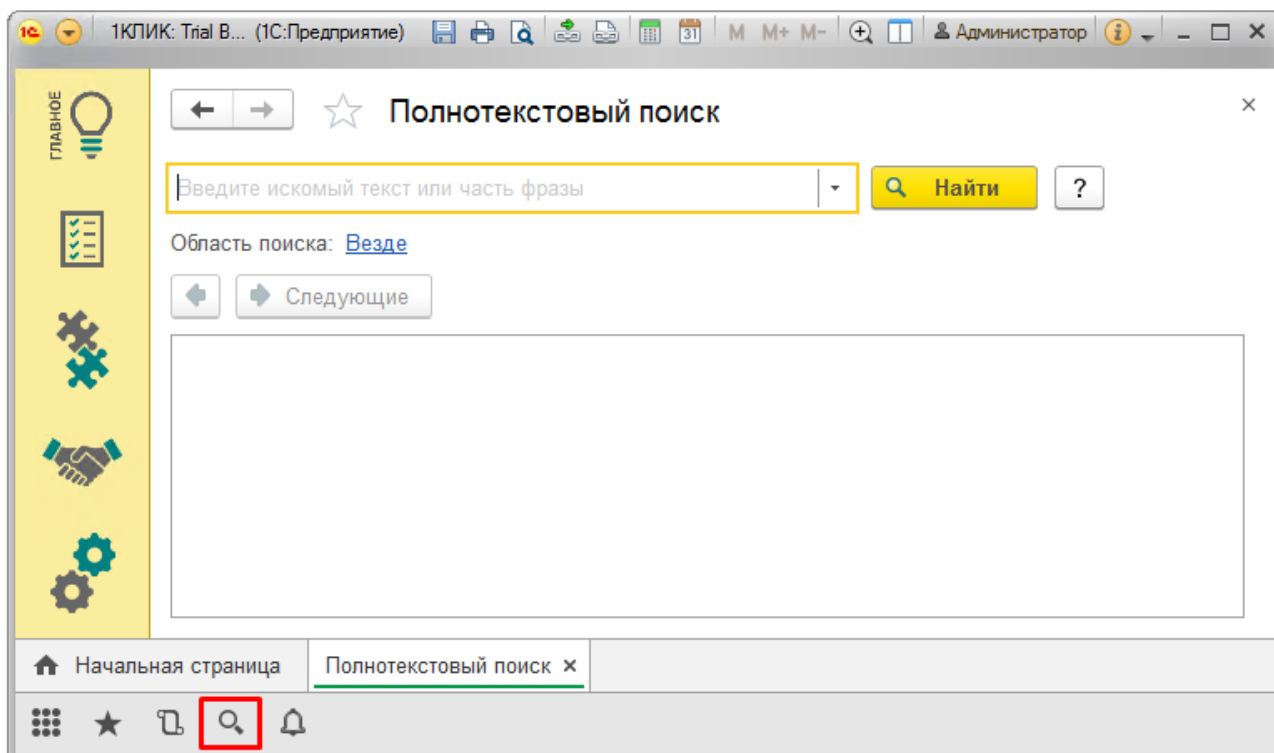 1С 1КЛИК: Trial B... (1С:Предприятие) 31 M M+ M- Администратор i
ГЛАВНОЕ
Полнотекстовый поиск
Введите искомый текст или часть фразы Найти ?
Область поиска: Везде
Следующие
Начальная страница Полнотекстовый поиск